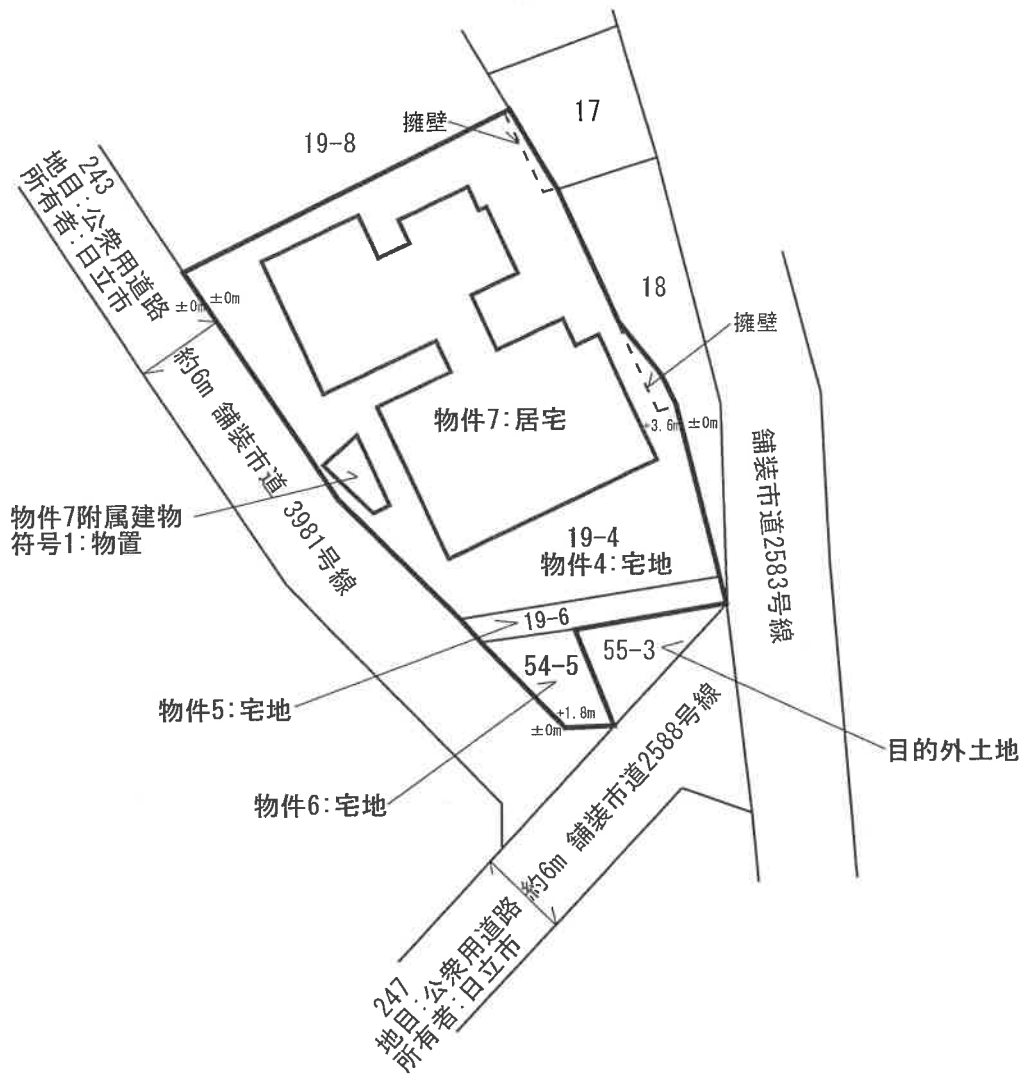 17
擁壁
19-8
243
地目:公衆用道路
所有者:日立市
18
±0m
±0m
擁壁
約6m 舗装市道 3981号線
物件7:居宅
+3.6m
±0m
舗装市道2583号線
物件7附属建物
符号1:物置
19-4
物件4:宅地
19-6
55-3
54-5
物件5:宅地
+1.8m
±0m
目的外土地
物件6:宅地
約6m 舗装市道2588号線
247
地目:公衆用道路
所有者:日立市